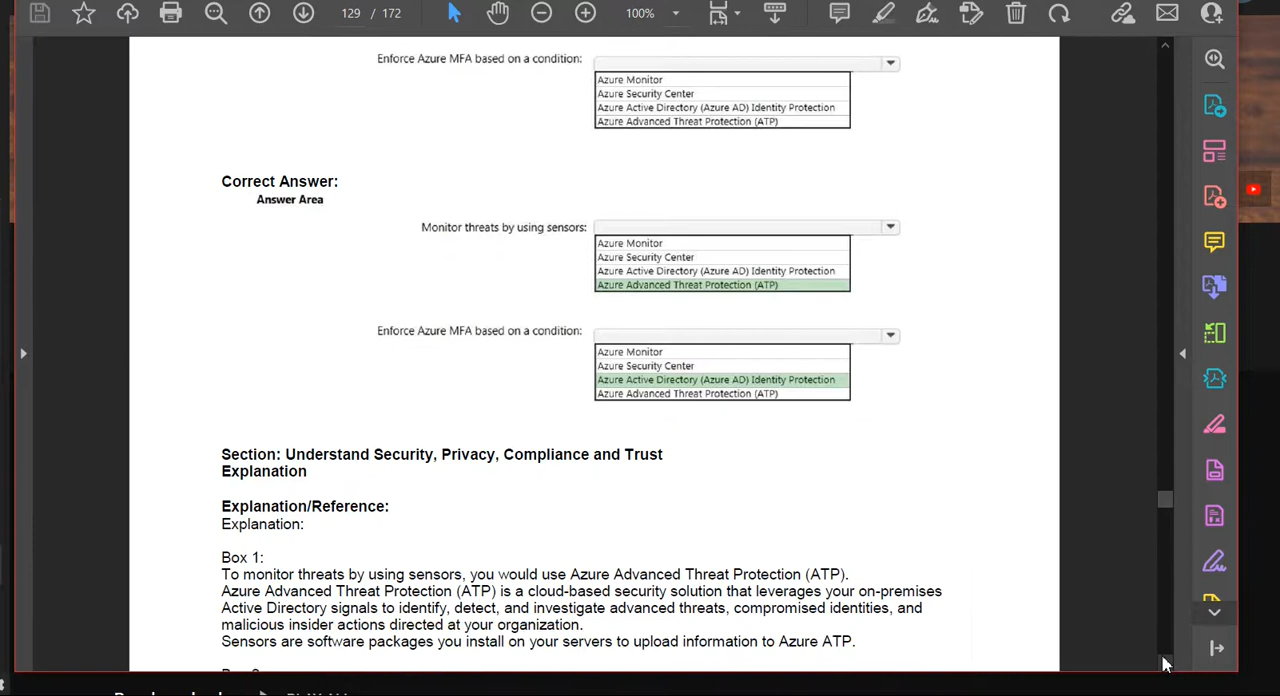 129 / 172
100%
Enforce Azure MFA based on a condition:
Azure Monitor
Azure Security Center
Azure Active Directory (Azure AD) Identity Protection
Azure Advanced Threat Protection (ATP)
Correct Answer:
Answer Area
Monitor threats by using sensors:
Azure Monitor
Azure Security Center
Azure Active Directory (Azure AD) Identity Protection
Azure Advanced Threat Protection (ATP)
Enforce Azure MFA based on a condition:
Azure Monitor
Azure Security Center
Azure Active Directory (Azure AD) Identity Protection
Azure Advanced Threat Protection (ATP)
Section: Understand Security, Privacy, Compliance and Trust
Explanation
Explanation/Reference:
Explanation:
Box 1:
To monitor threats by using sensors, you would use Azure Advanced Threat Protection (ATP).
Azure Advanced Threat Protection (ATP) is a cloud-based security solution that leverages your on-premises
Active Directory signals to identify, detect, and investigate advanced threats, compromised identities, and
malicious insider actions directed at your organization.
Sensors are software packages you install on your servers to upload information to Azure ATP.